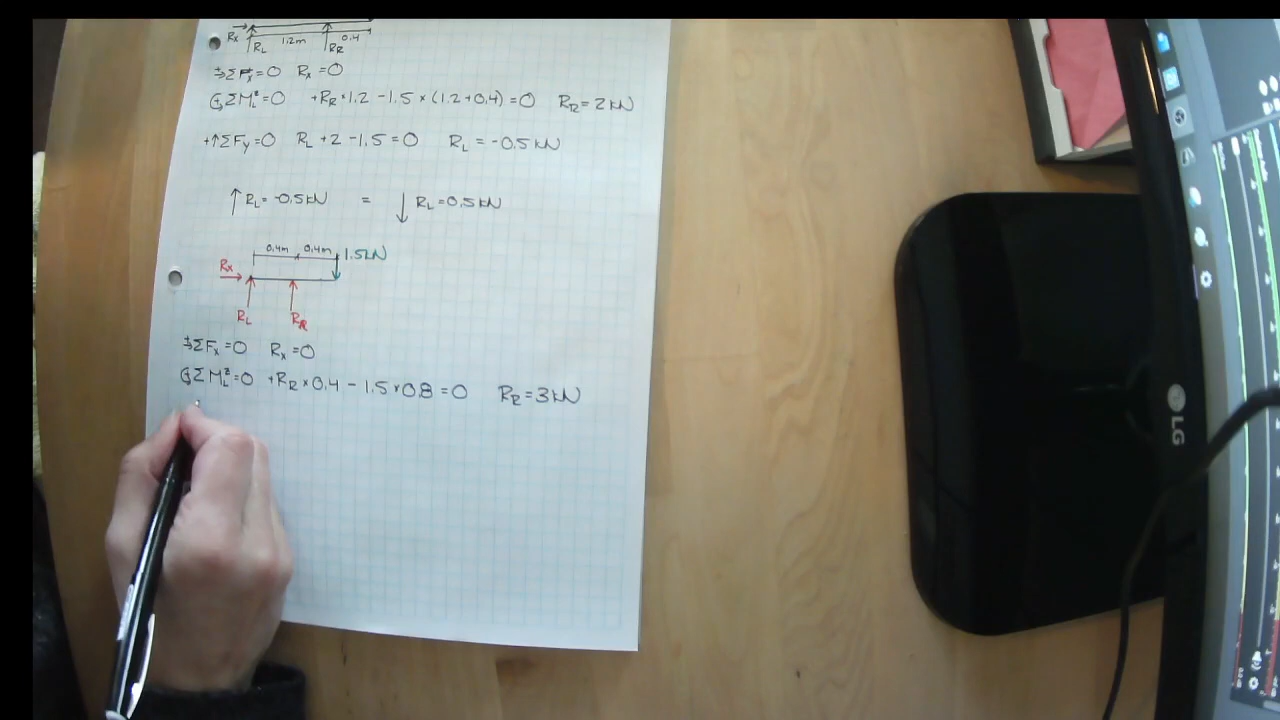 Rx RL 1.2m RR 0.4
+→ΣFx=0 Rx=0
↺+ΣML=0 +RR×1.2-1.5×(1.2+0.4)=0 RR=2kN
+↑ΣFy=0 RL+2-1.5=0 RL=-0.5kN
↑RL=-0.5kN = ↓RL=0.5kN
0.4m 0.4m 1.5kN
Rx
RL RR
+→ΣFx=0 Rx=0
↺+ΣML=0 +RR×0.4-1.5×0.8=0 RR=3kN
LG